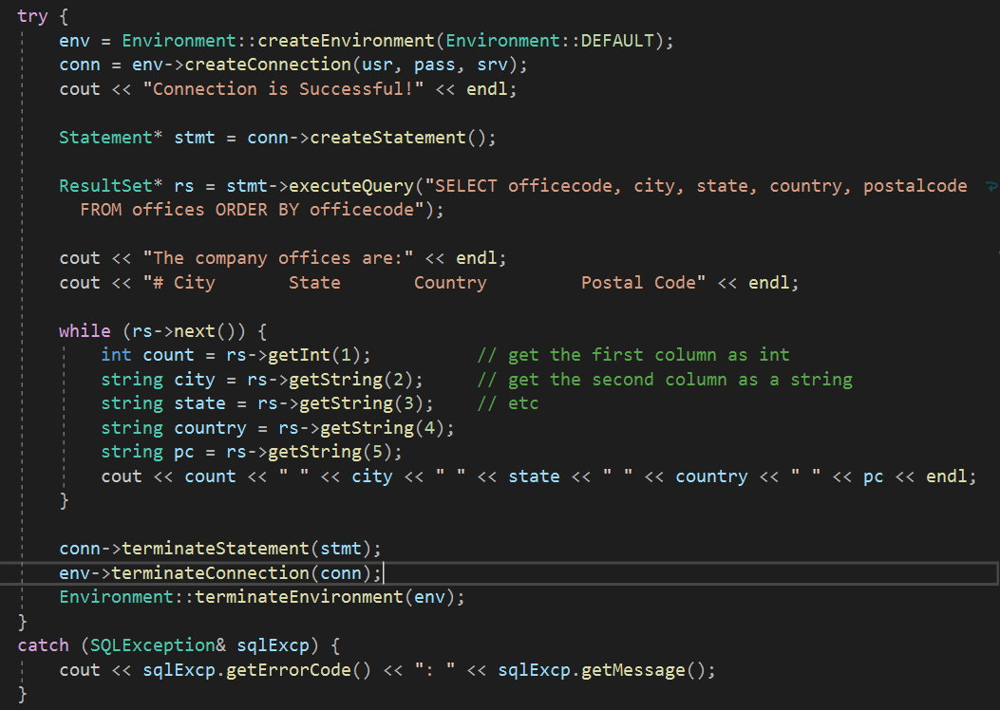 try {
    env = Environment::createEnvironment(Environment::DEFAULT);
    conn = env->createConnection(usr, pass, srv);
    cout << "Connection is Successful!" << endl;

    Statement* stmt = conn->createStatement();

    ResultSet* rs = stmt->executeQuery("SELECT officecode, city, state, country, postalcode
      FROM offices ORDER BY officecode");

    cout << "The company offices are:" << endl;
    cout << "# City       State       Country         Postal Code" << endl;

    while (rs->next()) {
        int count = rs->getInt(1);          // get the first column as int
        string city = rs->getString(2);     // get the second column as a string
        string state = rs->getString(3);    // etc
        string country = rs->getString(4);
        string pc = rs->getString(5);
        cout << count << " " << city << " " << state << " " << country << " " << pc << endl;
    }

    conn->terminateStatement(stmt);
    env->terminateConnection(conn);
    Environment::terminateEnvironment(env);
}
catch (SQLException& sqlExcp) {
    cout << sqlExcp.getErrorCode() << ": " << sqlExcp.getMessage();
}